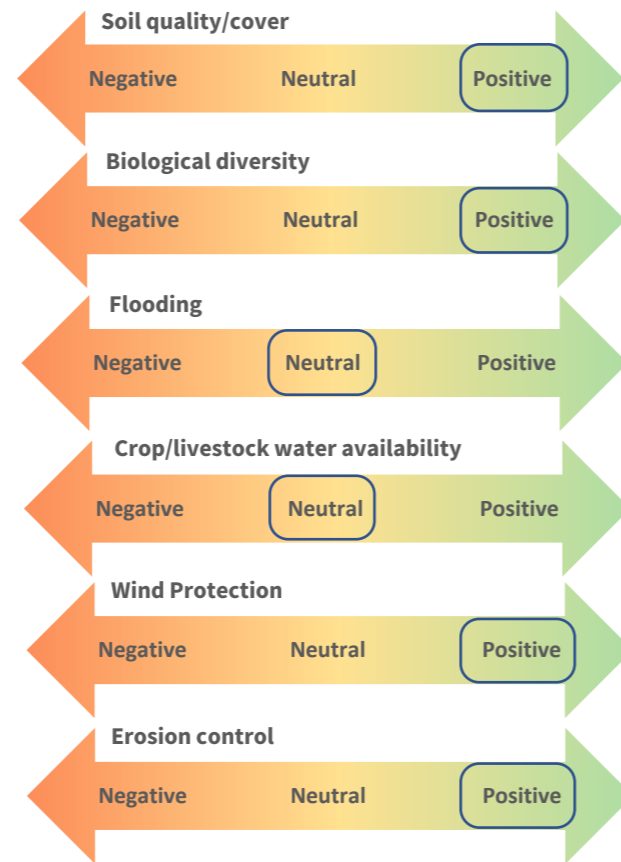 Soil quality/cover
Negative Neutral Positive
Biological diversity
Negative Neutral Positive
Flooding
Negative Neutral Positive
Crop/livestock water availability
Negative Neutral Positive
Wind Protection
Negative Neutral Positive
Erosion control
Negative Neutral Positive